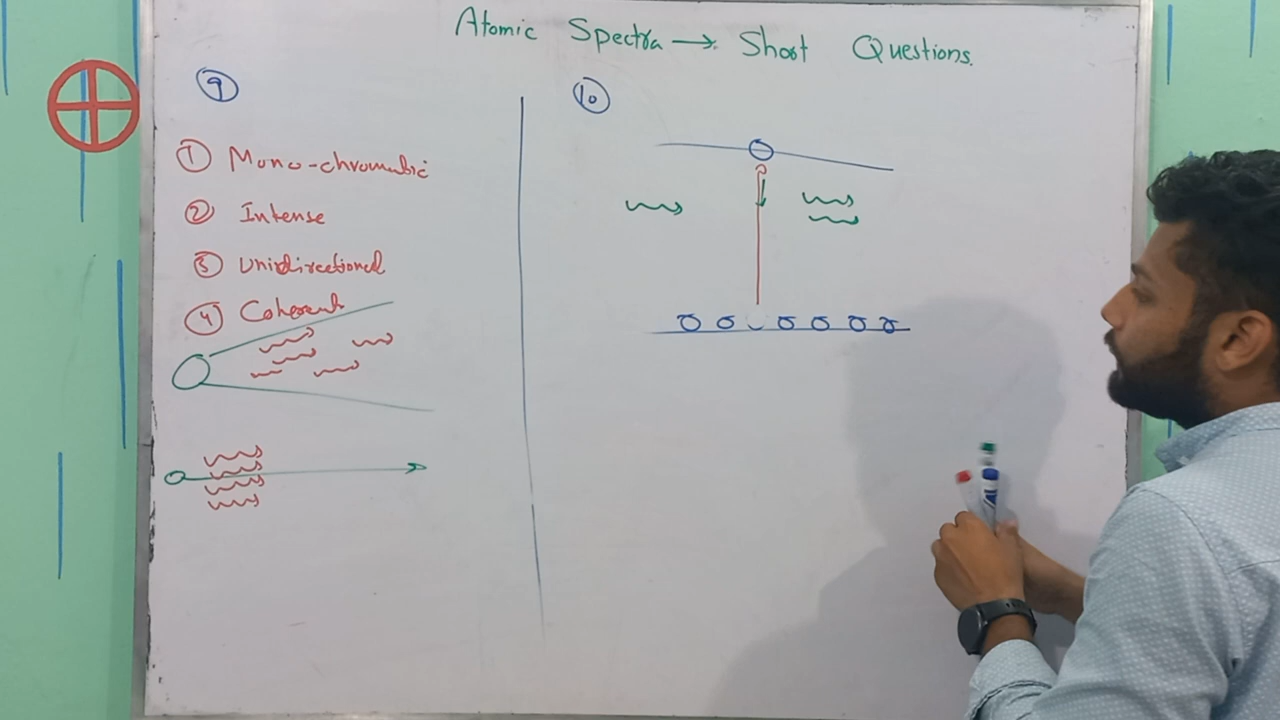 Atomic Spectra → Short Questions.
9
① Mono-chromatic
② Intense
③ Unidirectional
④ Coherent
10